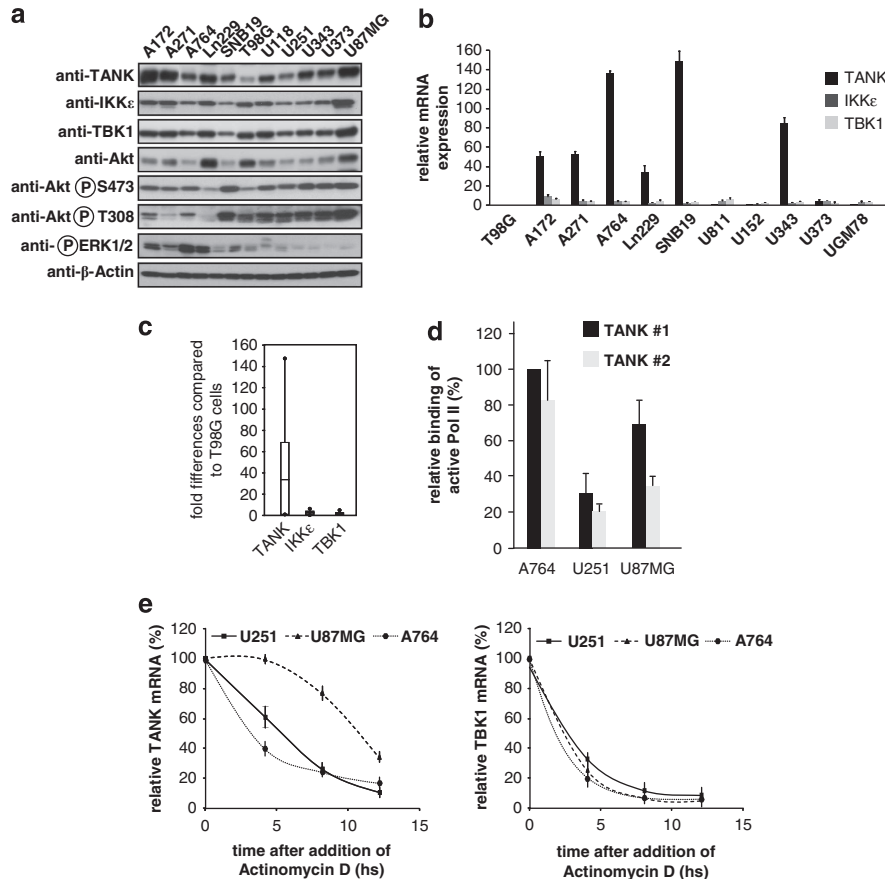 a
A172
A271
A764
Ln229
SNB19
T98G
U118
U251
U343
U373
U87MG
anti-TANK
anti-IKKε
anti-TBK1
anti-Akt
anti-Akt Ⓟ S473
anti-Akt Ⓟ T308
anti- Ⓟ ERK1/2
anti-β-Actin
b
relative mRNA
expression
160
140
120
100
80
60
40
20
0
TANK
IKKε
TBK1
T98G
A172
A271
A764
Ln229
SNB19
U811
U152
U343
U373
UGM78
c
fold fifferences compared
to T98G cells
160
140
120
100
80
60
40
20
0
TANK
IKKε
TBK1
d
relative binding of
active Pol II (%)
120
100
80
60
40
20
0
TANK #1
TANK #2
A764
U251
U87MG
e
relative TANK mRNA (%)
120
100
80
60
40
20
0
U251
U87MG
A764
0
5
10
15
time after addition of
Actinomycin D (hs)
relative TBK1 mRNA (%)
120
100
80
60
40
20
0
U251
U87MG
A764
0
5
10
15
time after addition of
Actinomycin D (hs)